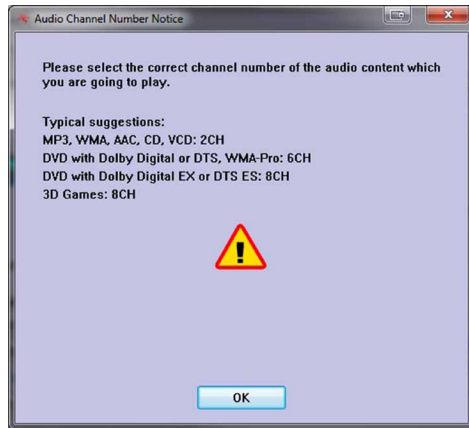 Audio Channel Number Notice
Please select the correct channel number of the audio content which
you are going to play.
Typical suggestions:
MP3, WMA, AAC, CD, VCD: 2CH
DVD with Dolby Digital or DTS, WMA-Pro: 6CH
DVD with Dolby Digital EX or DTS ES: 8CH
3D Games: 8CH
!
OK